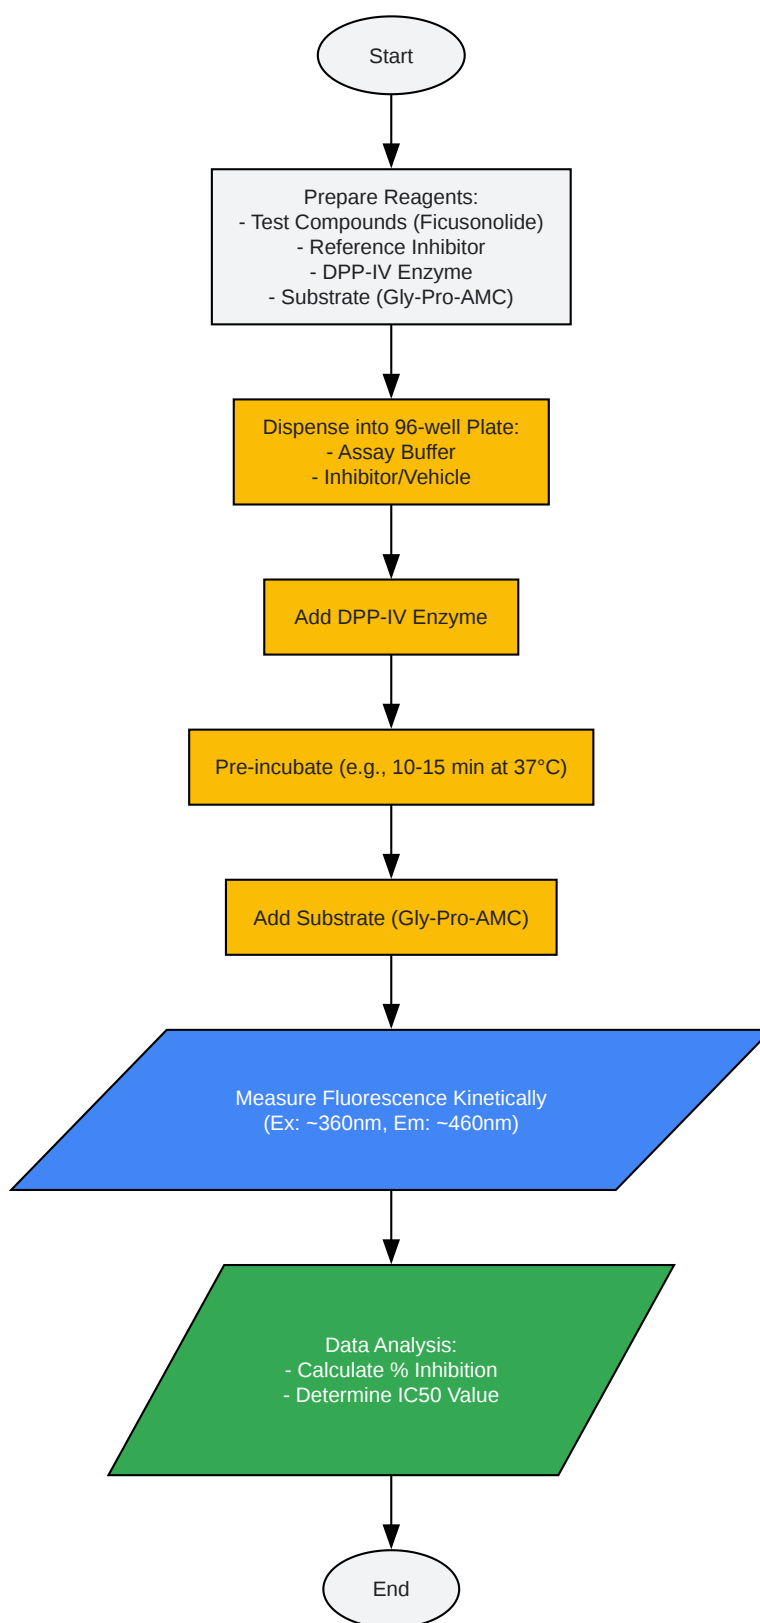 Start
Prepare Reagents:
- Test Compounds (Ficusonolide)
- Reference Inhibitor
- DPP-IV Enzyme
- Substrate (Gly-Pro-AMC)
Dispense into 96-well Plate:
- Assay Buffer
- Inhibitor/Vehicle
Add DPP-IV Enzyme
Pre-incubate (e.g., 10-15 min at 37°C)
Add Substrate (Gly-Pro-AMC)
Measure Fluorescence Kinetically
(Ex: ~360nm, Em: ~460nm)
Data Analysis:
- Calculate % Inhibition
- Determine IC50 Value
End